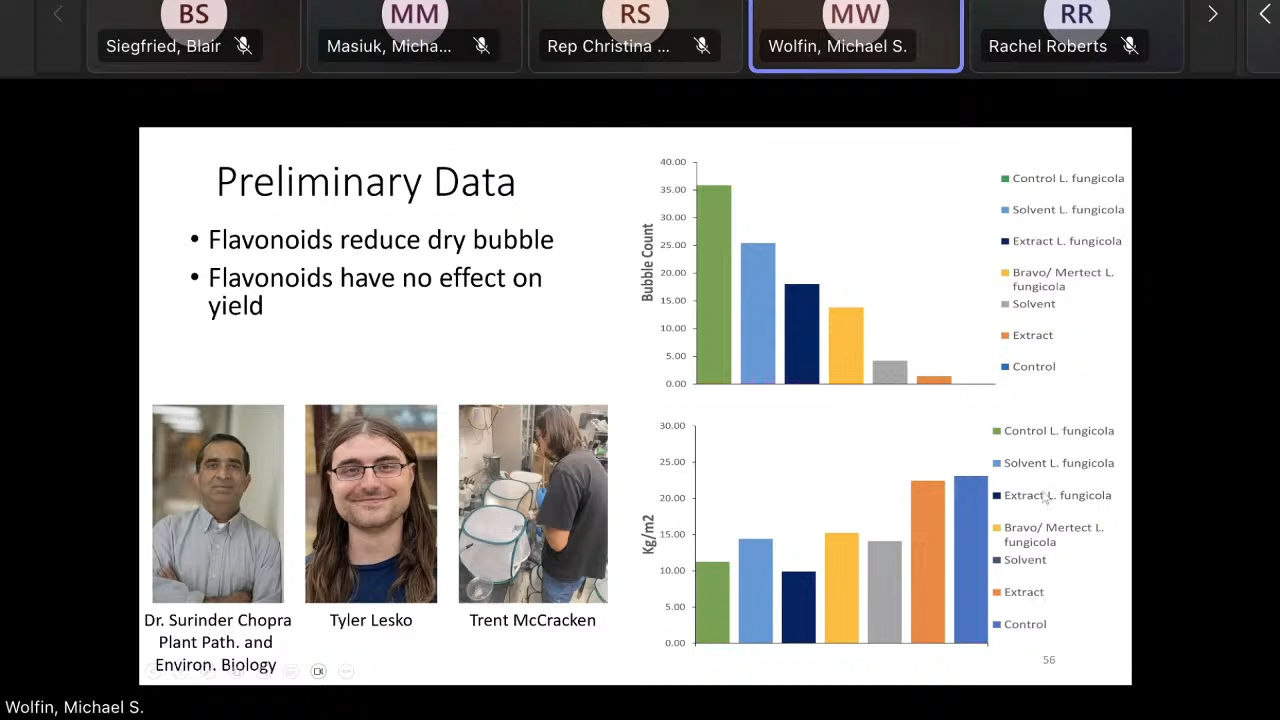 BS
MM
RS
MW
RR
Siegfried, Blair
Masiuk, Micha...
Rep Christina ...
Wolfin, Michael S.
Rachel Roberts
Preliminary Data
• Flavonoids reduce dry bubble
• Flavonoids have no effect on
yield
Bubble Count
40.00
35.00
30.00
25.00
20.00
15.00
10.00
5.00
0.00
Control L. fungicola
Solvent L. fungicola
Extract L. fungicola
Bravo/ Mertect L.
fungicola
Solvent
Extract
Control
Kg/m2
30.00
25.00
20.00
15.00
10.00
5.00
0.00
Control L. fungicola
Solvent L. fungicola
Extract L. fungicola
Bravo/ Mertect L.
fungicola
Solvent
Extract
Control
Dr. Surinder Chopra
Plant Path. and
Environ. Biology
Tyler Lesko
Trent McCracken
56
Wolfin, Michael S.